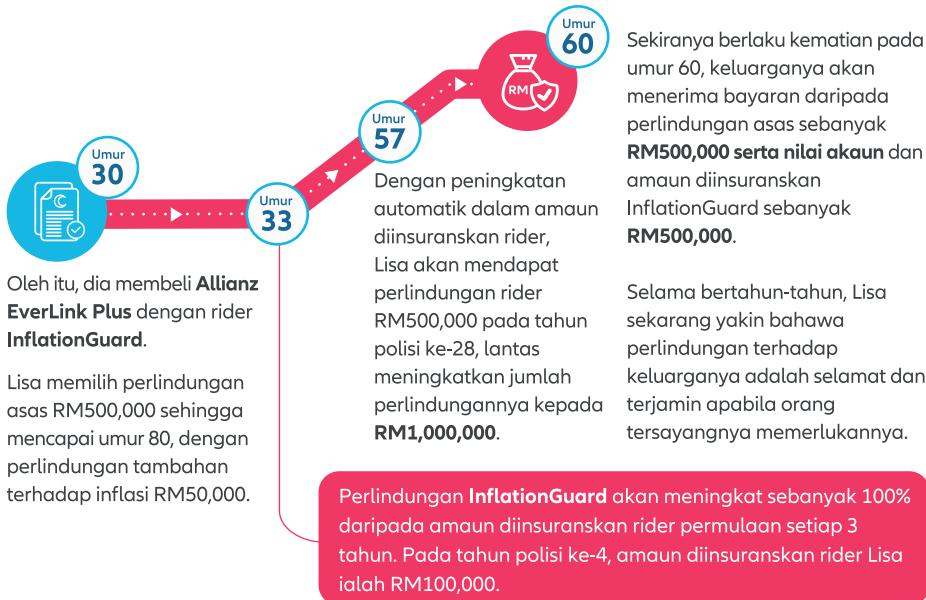 Umur
30
Oleh itu, dia membeli Allianz
EverLink Plus dengan rider
InflationGuard.
Lisa memilih perlindungan
asas RM500,000 sehingga
mencapai umur 80, dengan
perlindungan tambahan
terhadap inflasi RM50,000.
Umur
33
Perlindungan InflationGuard akan meningkat sebanyak 100%
daripada amaun diinsuranskan rider permulaan setiap 3
tahun. Pada tahun polisi ke-4, amaun diinsuranskan rider Lisa
ialah RM100,000.
Umur
57
Dengan peningkatan
automatik dalam amaun
diinsuranskan rider,
Lisa akan mendapat
perlindungan rider
RM500,000 pada tahun
polisi ke-28, lantas
meningkatkan jumlah
perlindungannya kepada
RM1,000,000.
Umur
60
RM
Sekiranya berlaku kematian pada
umur 60, keluarganya akan
menerima bayaran daripada
perlindungan asas sebanyak
RM500,000 serta nilai akaun dan
amaun diinsuranskan
InflationGuard sebanyak
RM500,000.
Selama bertahun-tahun, Lisa
sekarang yakin bahawa
perlindungan terhadap
keluarganya adalah selamat dan
terjamin apabila orang
tersayangnya memerlukannya.